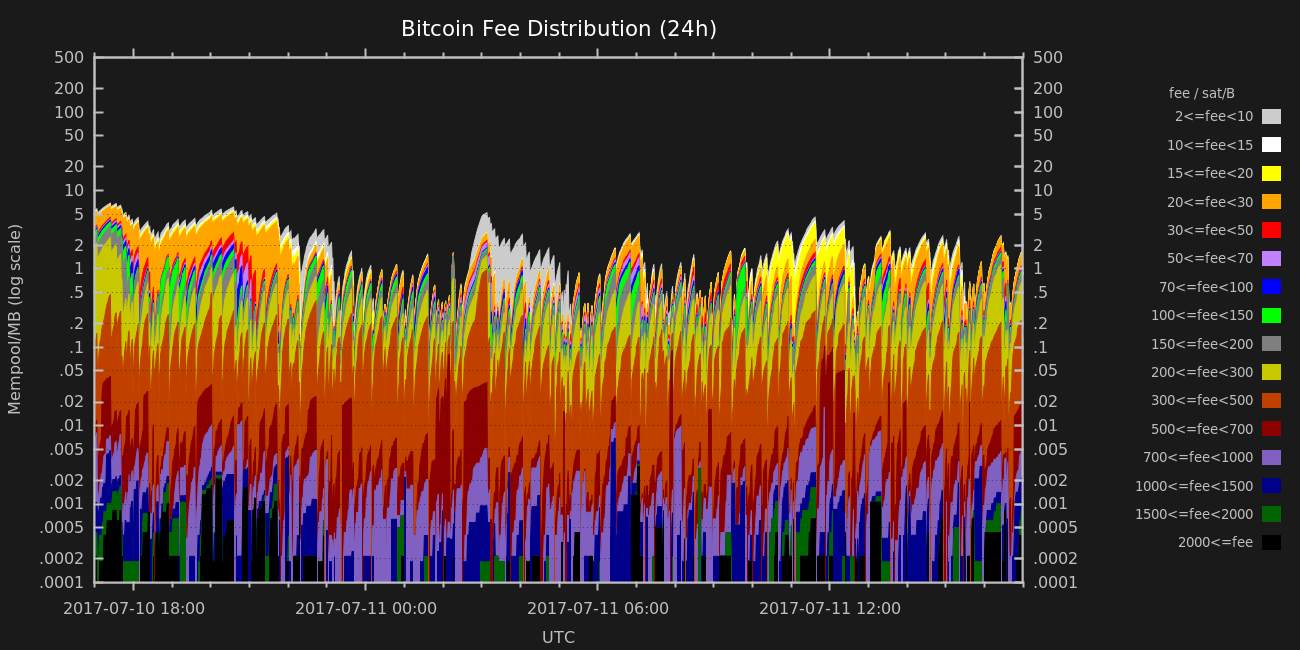 Bitcoin Fee Distribution (24h)
Mempool/MB (log scale)
500
200
100
50
20
10
5
2
1
.5
.2
.1
.05
.02
.01
.005
.002
.001
.0005
.0002
.0001
500
200
100
50
20
10
5
2
1
.5
.2
.1
.05
.02
.01
.005
.002
.001
.0005
.0002
.0001
2017-07-10 18:00
2017-07-11 00:00
2017-07-11 06:00
2017-07-11 12:00
UTC
fee / sat/B
2<=fee<10
10<=fee<15
15<=fee<20
20<=fee<30
30<=fee<50
50<=fee<70
70<=fee<100
100<=fee<150
150<=fee<200
200<=fee<300
300<=fee<500
500<=fee<700
700<=fee<1000
1000<=fee<1500
1500<=fee<2000
2000<=fee